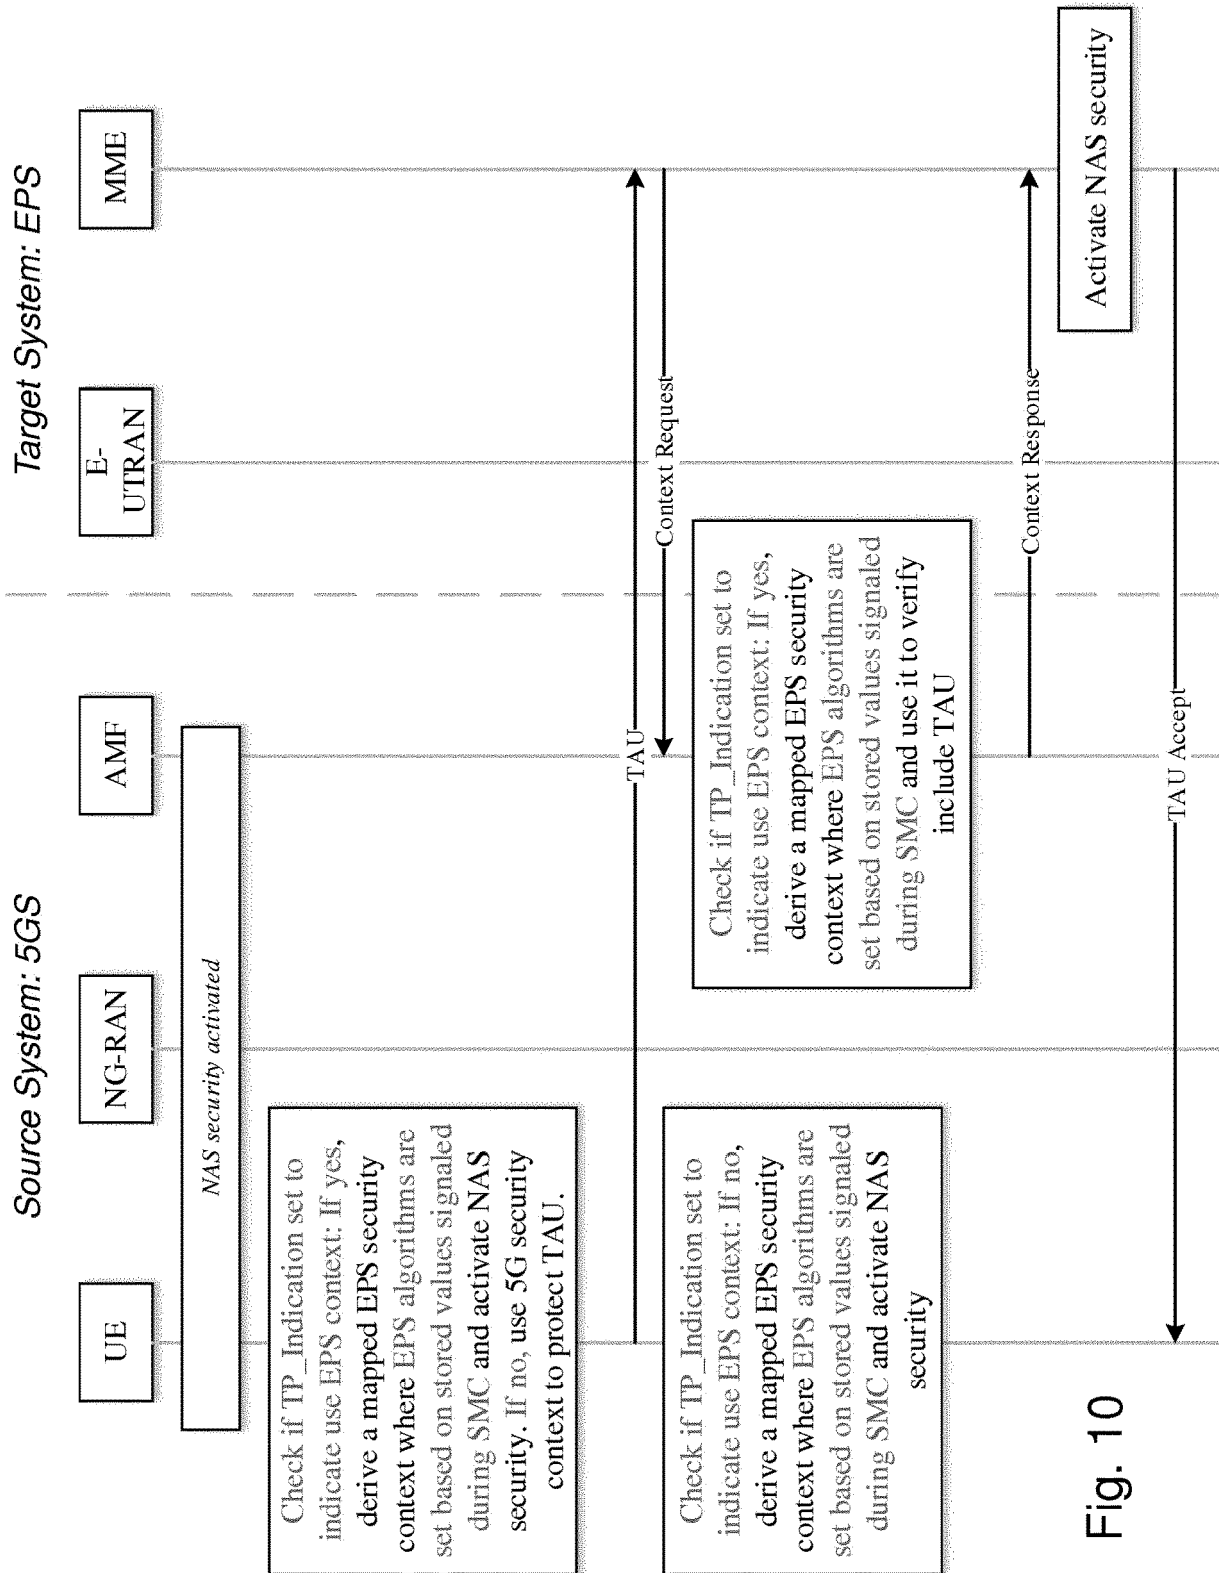 Source System: 5GS
Target System: EPS
UE
NG-RAN
AMF
E-
UTRAN
MME
NAS security activated
Check if TP_Indication set to
indicate use EPS context: If yes,
derive a mapped EPS security
context where EPS algorithms are
set based on stored values signaled
during SMC and activate NAS
security. If no, use 5G security
context to protect TAU.
TAU
Context Request
Check if TP_Indication set to
indicate use EPS context: If no,
derive a mapped EPS security
context where EPS algorithms are
set based on stored values signaled
during SMC and activate NAS
security
Check if TP_Indication set to
indicate use EPS context: If yes,
derive a mapped EPS security
context where EPS algorithms are
set based on stored values signaled
during SMC and use it to verify
include TAU
Context Response
Activate NAS security
TAU Accept
Fig. 10